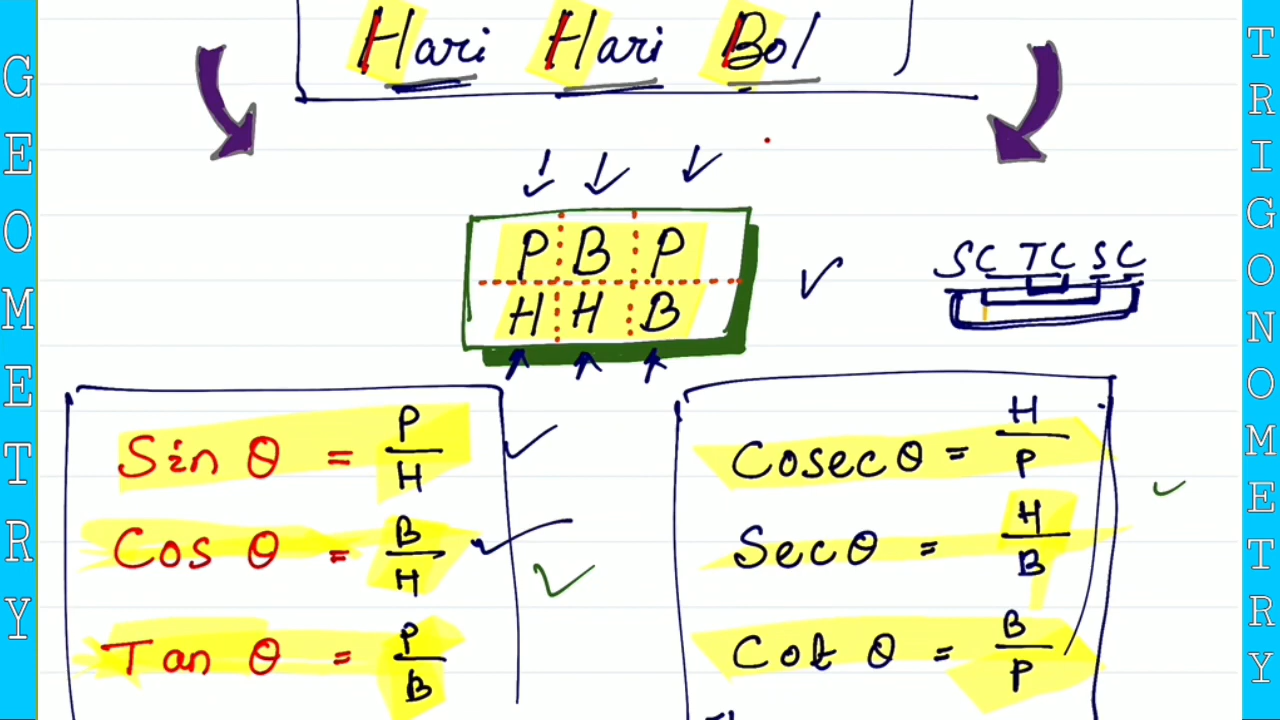 GEOMETRY
Hari Hari Bol
P B P
H H B
SC TC SC
Sin θ = P/H
Cos θ = B/H
Tan θ = P/B
Cosec θ = H/P
Sec θ = H/B
Cot θ = B/P
TRIGONOMETRY